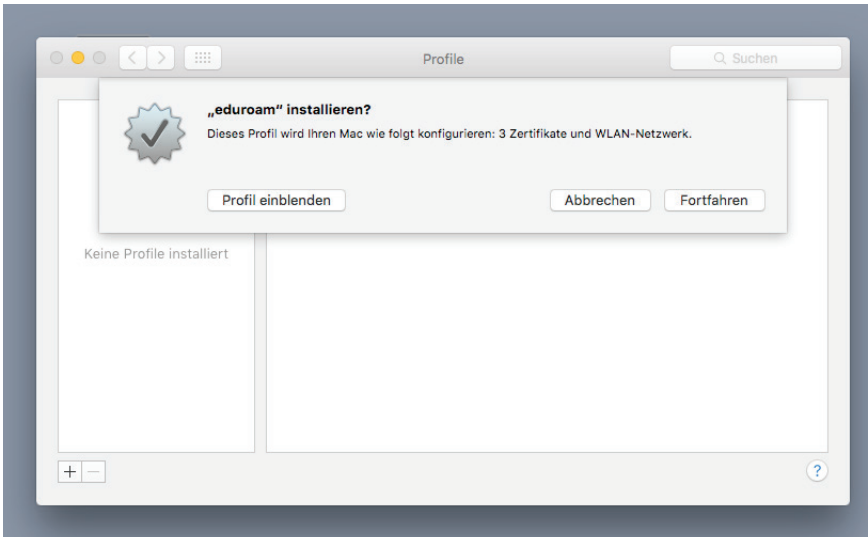 Profile
Suchen
„eduroam“ installieren?
Dieses Profil wird Ihren Mac wie folgt konfigurieren: 3 Zertifikate und WLAN-Netzwerk.
Profil einblenden
Abbrechen
Fortfahren
Keine Profile installiert
+
−
?